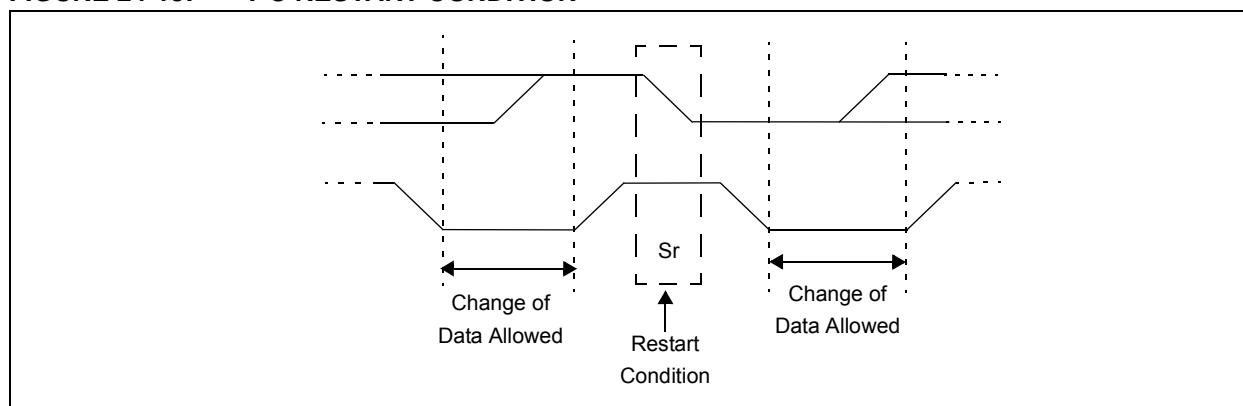 Sr
Change of
Data Allowed
Restart
Condition
Change of
Data Allowed